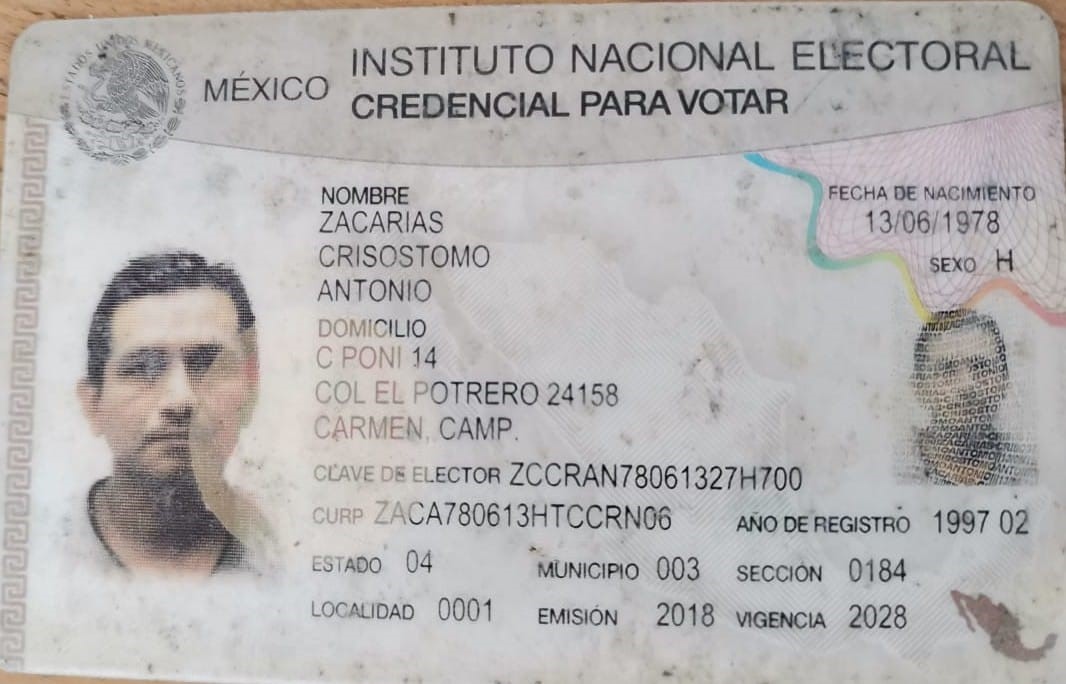 ESTADOS UNIDOS MEXICANOS
MÉXICO
INSTITUTO NACIONAL ELECTORAL
CREDENCIAL PARA VOTAR
NOMBRE
ZACARIAS
CRISOSTOMO
ANTONIO
FECHA DE NACIMIENTO
13/06/1978
SEXO H
DOMICILIO
C PONI 14
COL EL POTRERO 24158
CARMEN, CAMP.
CLAVE DE ELECTOR ZCCRAN78061327H700
CURP ZACA780613HTCCRN06 AÑO DE REGISTRO 1997 02
ESTADO 04 MUNICIPIO 003 SECCIÓN 0184
LOCALIDAD 0001 EMISIÓN 2018 VIGENCIA 2028